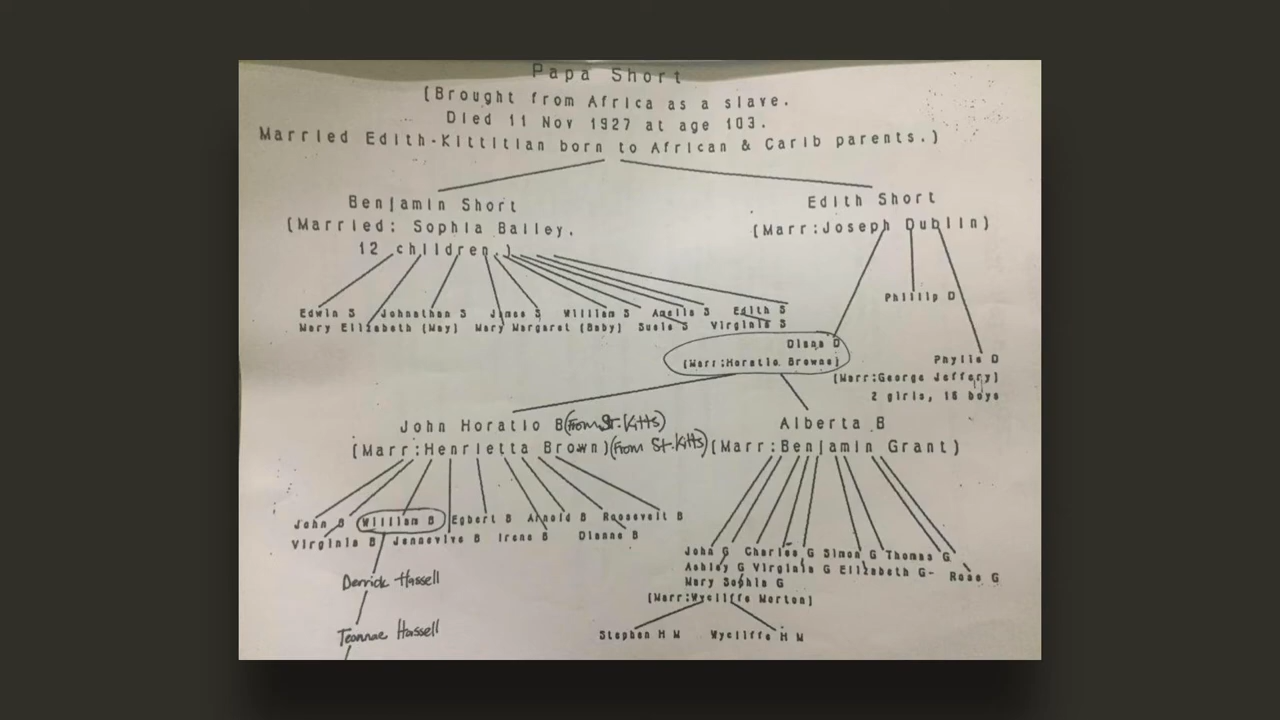 Papa Short
(Brought from Africa as a slave.
Died 11 Nov 1927 at age 103.
Married Edith-Kittitian born to African & Carib parents.)
Benjamin Short
(Married: Sophia Bailey.
12 children.)
Edith Short
(Marr:Joseph Dublin)
Edwin S Johnathan S James S William S Amelia S Edith S
Mary Elizabeth (May) Mary Margaret (Baby) Susie S Virginia S
Phillip D
Diana D
(Marr:Horatio Browne)
Phyllis D
(Marr:George Jeffery)
2 girls, 16 boys
John Horatio B (From St. Kitts)
(Marr:Henrietta Brown) (From St. Kitts)
Alberta B
(Marr:Benjamin Grant)
John B William B Egbert B Arnold B Roosevelt B
Virginia B Jennevive B Irene B Dianne B
Derrick Hassell
Teannae Hassell
John G Charles G Simon G Thomas G
Ashley G Virginia G Elizabeth G- Rose G
Mary Sophia G
(Marr:Wycliffe Morton)
Stephen H M Wycliffe H M